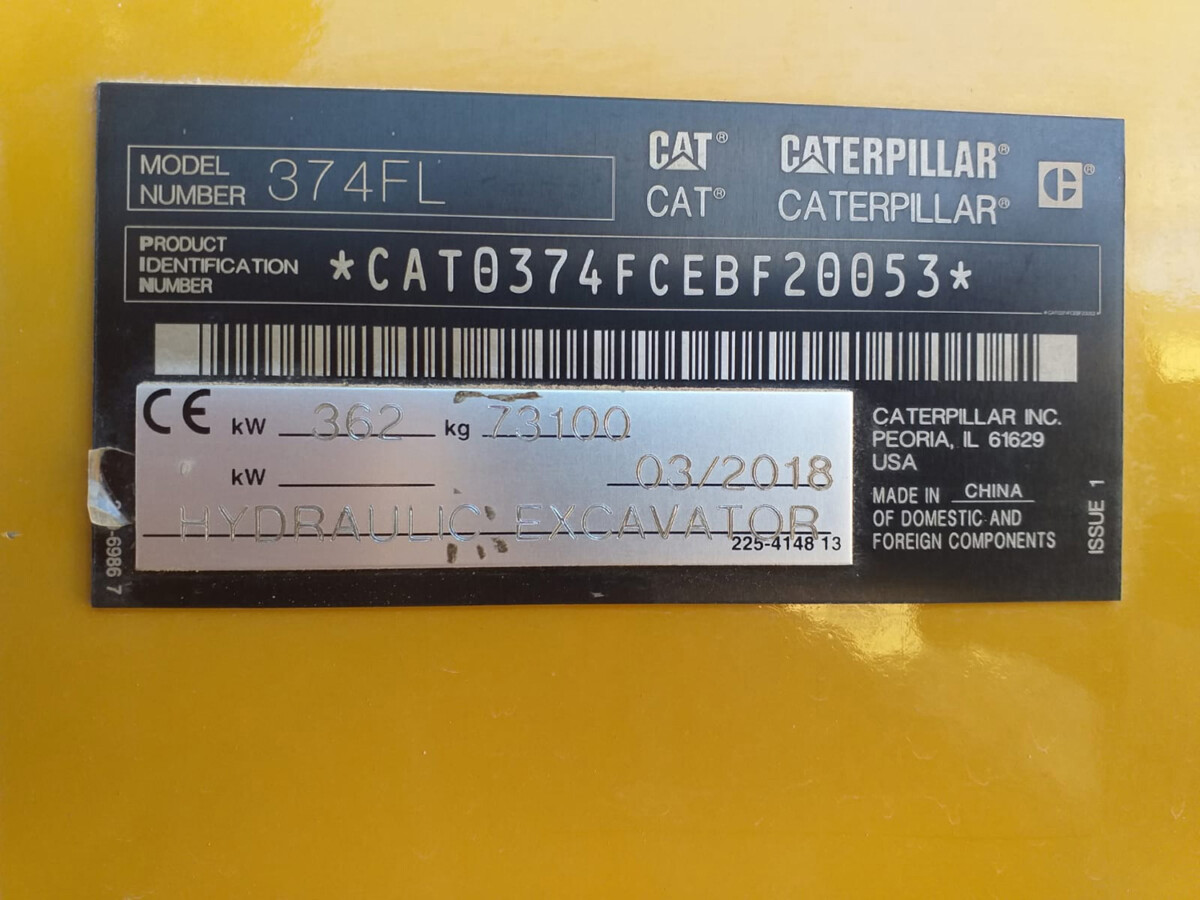 MODEL
NUMBER 374FL
CAT® CATERPILLAR®
CAT® CATERPILLAR®
PRODUCT
IDENTIFICATION
NUMBER
*CAT0374FCEBF20053*
CE kW 362 kg 73100
kW 03/2018
HYDRAULIC EXCAVATOR
225-4148 13
CATERPILLAR INC.
PEORIA, IL 61629
USA
MADE IN CHINA
OF DOMESTIC AND
FOREIGN COMPONENTS
ISSUE 1
-6986 7